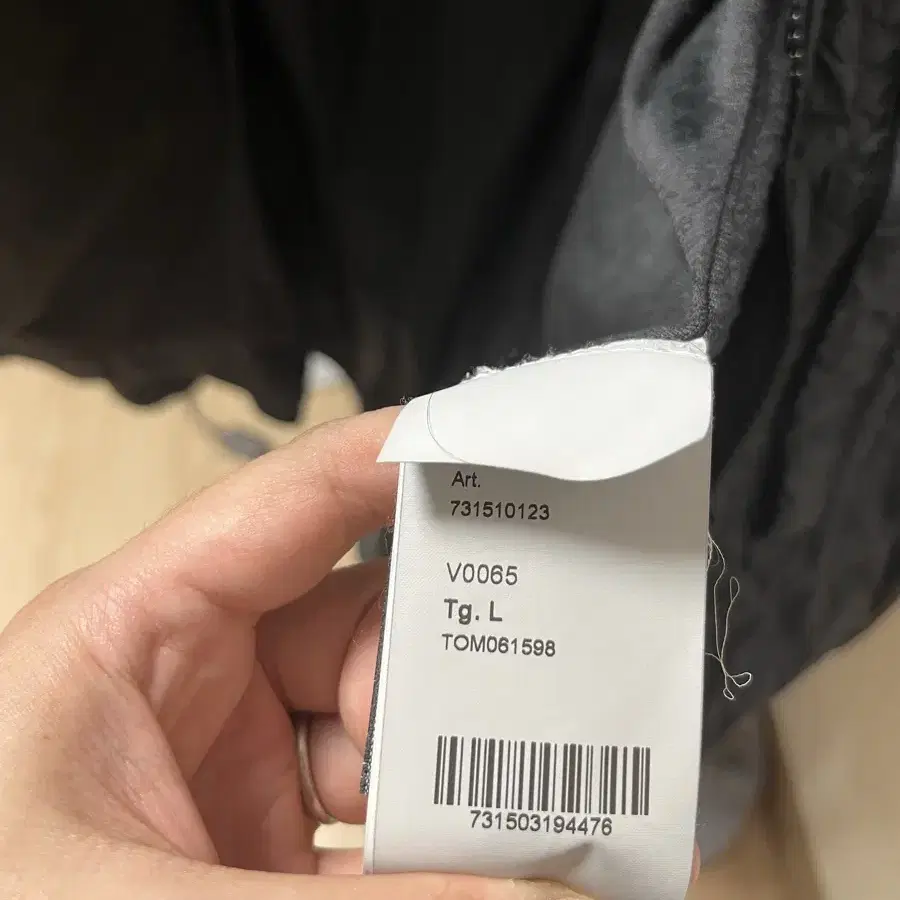 Art.
731510123
V0065
Tg. L
TOM061598
731503194476